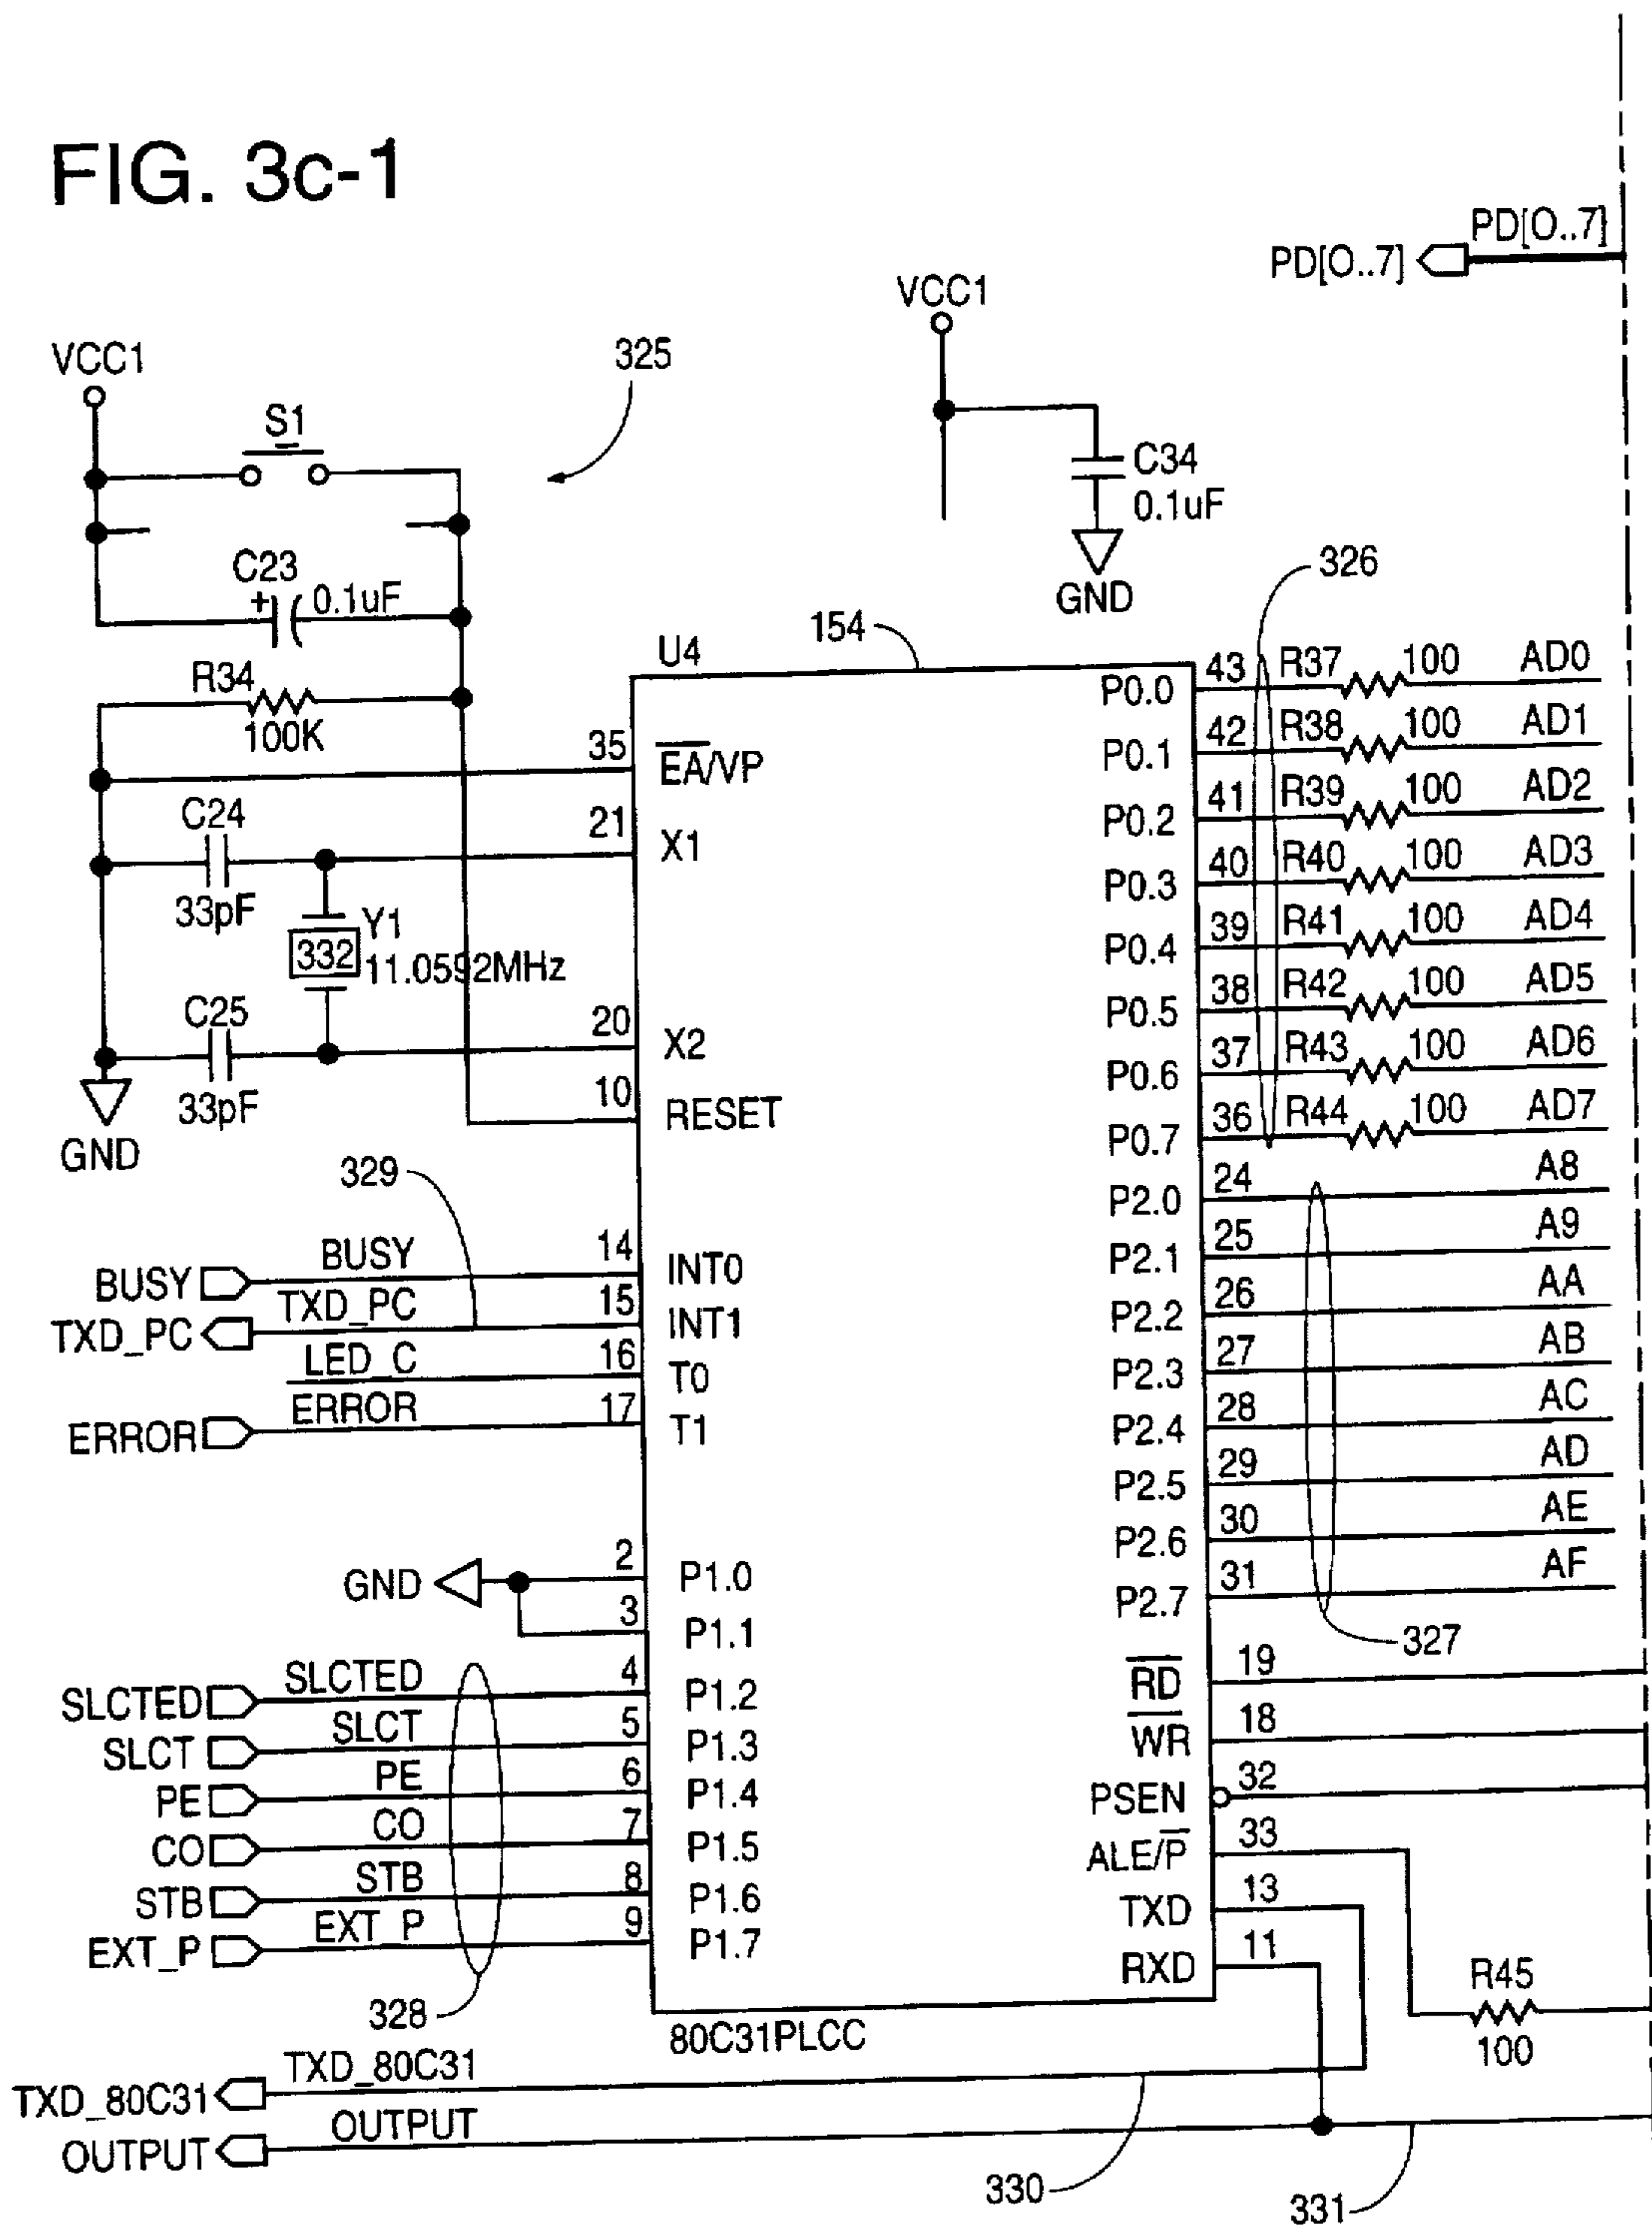 FIG. 3c-1
PD[O..7]
PD[O..7]
VCC1
VCC1
325
S1
C34
0.1uF
GND
C23
+
0.1uF
R34
100K
326
154
U4
35
EA/VP
21
X1
C24
33pF
Y1
332
11.0592MHz
C25
33pF
20
X2
10
RESET
GND
329
BUSY
BUSY
14
INT0
TXD_PC
TXD_PC
15
INT1
LED_C
16
T0
ERROR
ERROR
17
T1
GND
2
P1.0
3
P1.1
SLCTED
SLCTED
4
P1.2
SLCT
SLCT
5
P1.3
PE
PE
6
P1.4
CO
CO
7
P1.5
STB
STB
8
P1.6
EXT_P
EXT_P
9
P1.7
328
80C31PLCC
P0.0 43 R37 100 AD0
P0.1 42 R38 100 AD1
P0.2 41 R39 100 AD2
P0.3 40 R40 100 AD3
P0.4 39 R41 100 AD4
P0.5 38 R42 100 AD5
P0.6 37 R43 100 AD6
P0.7 36 R44 100 AD7
P2.0 24 A8
P2.1 25 A9
P2.2 26 AA
P2.3 27 AB
P2.4 28 AC
P2.5 29 AD
P2.6 30 AE
P2.7 31 AF
327
RD 19
WR 18
PSEN 32
ALE/P 33
TXD 13
RXD 11
R45
100
TXD_80C31
TXD_80C31
OUTPUT
OUTPUT
330
331